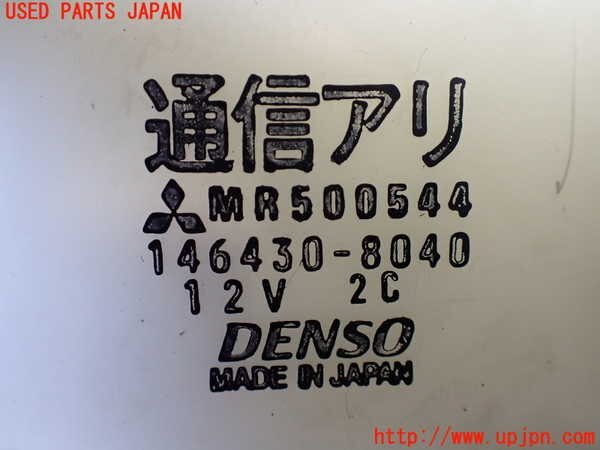 USED PARTS JAPAN
通信アリ
MR500544
146430-8040
12V 2C
DENSO
MADE IN JAPAN
http://www.upjpn.com/